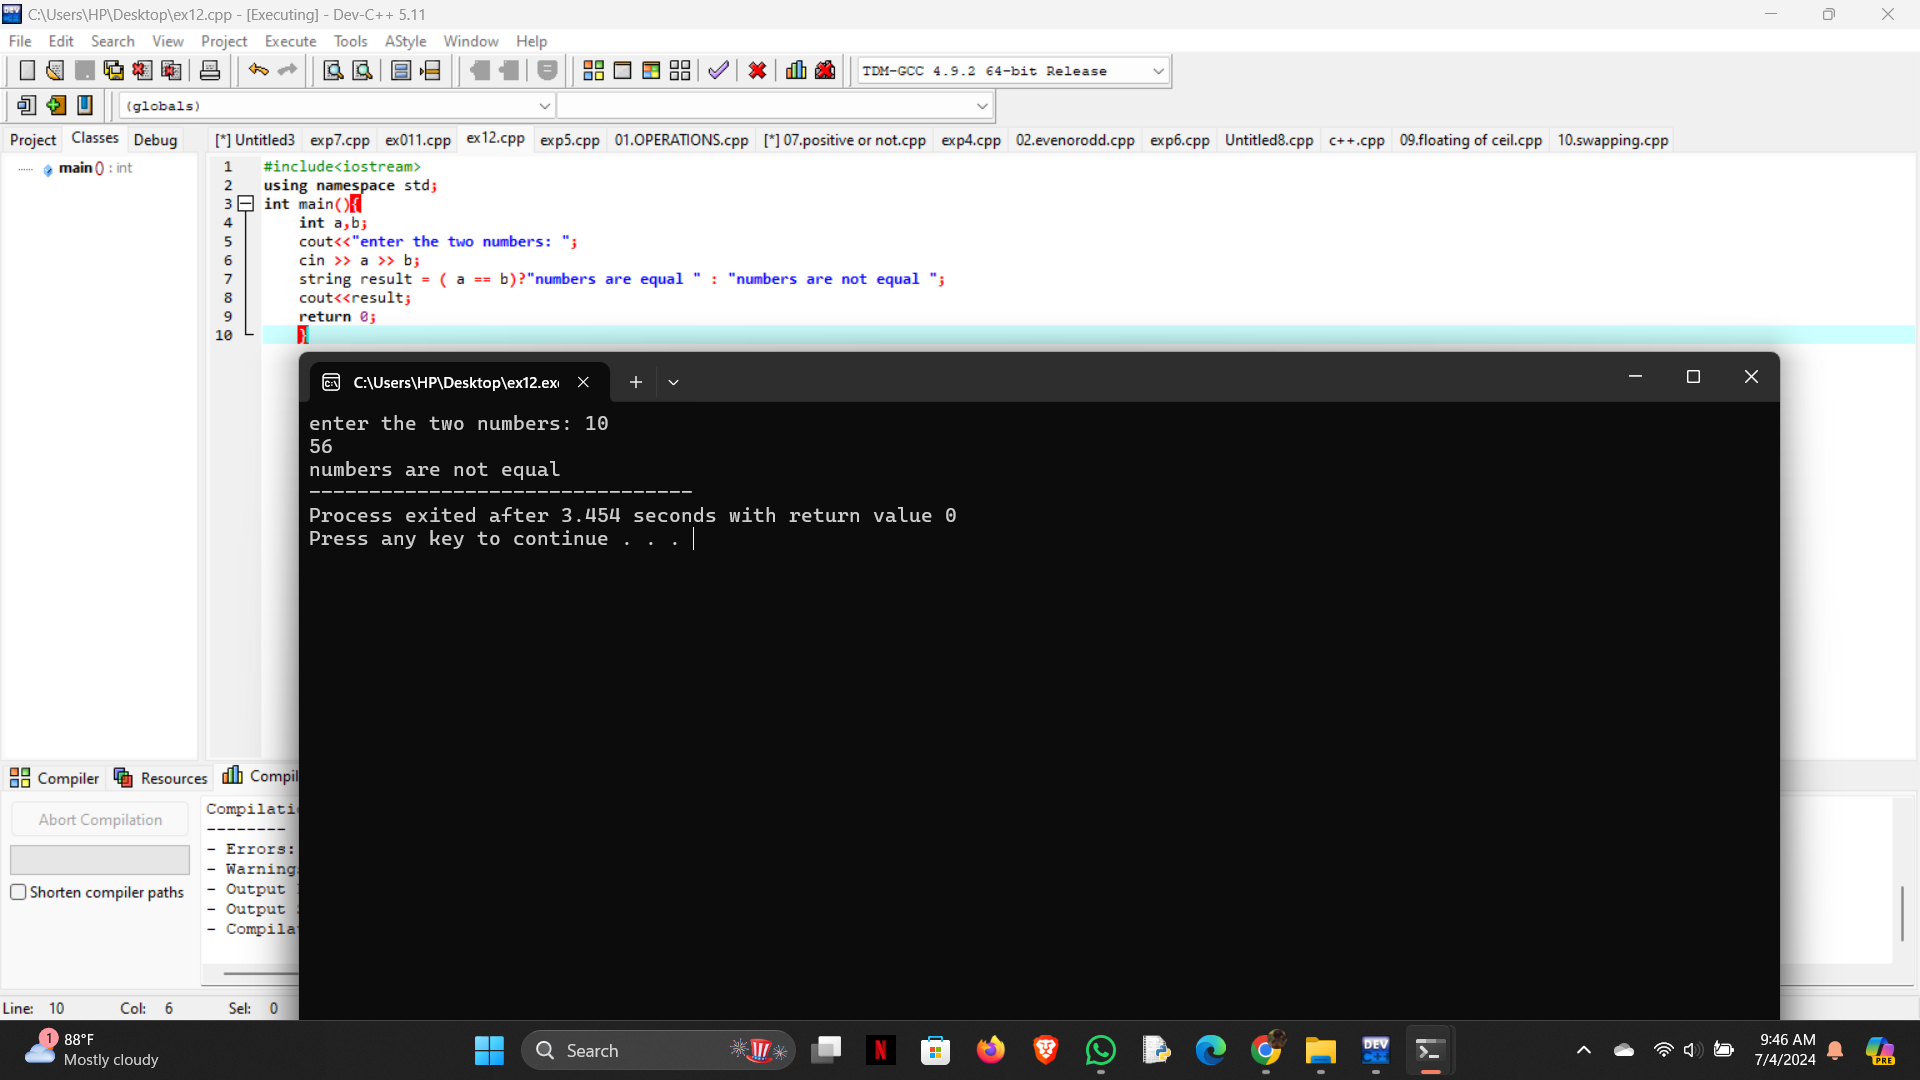 C:\Users\HP\Desktop\ex12.cpp - [Executing] - Dev-C++ 5.11
File Edit Search View Project Execute Tools AStyle Window Help
TDM-GCC 4.9.2 64-bit Release
(globals)
Project Classes Debug
[*] Untitled3 exp7.cpp ex011.cpp ex12.cpp exp5.cpp 01.OPERATIONS.cpp [*] 07.positive or not.cpp exp4.cpp 02.evenorodd.cpp exp6.cpp Untitled8.cpp c++.cpp 09.floating of ceil.cpp 10.swapping.cpp
main () : int
1 #include<iostream>
2 using namespace std;
3 int main(){
4 int a,b;
5 cout<<"enter the two numbers: ";
6 cin >> a >> b;
7 string result = ( a == b)?"numbers are equal " : "numbers are not equal ";
8 cout<<result;
9 return 0;
10 }
C:\Users\HP\Desktop\ex12.ex
enter the two numbers: 10
56
numbers are not equal
--------------------------------
Process exited after 3.454 seconds with return value 0
Press any key to continue . . .
Compiler Resources Compil
Abort Compilation
Shorten compiler paths
Compilati
--------
- Errors:
- Warning
- Output
- Output
- Compila
Line: 10 Col: 6 Sel: 0
1
88°F
Mostly cloudy
Search
DEV
C++
9:46 AM
7/4/2024
PRE